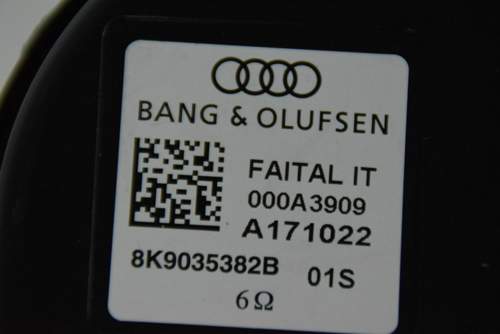 BANG & OLUFSEN
FAITAL IT
000A3909
A171022
8K9035382B 01S
6Ω